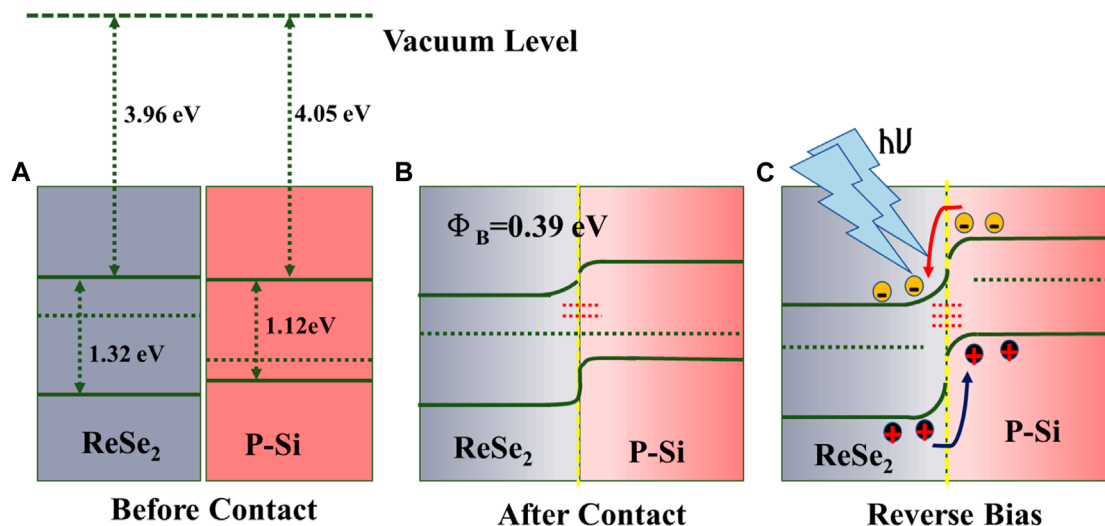 Vacuum Level
3.96 eV
4.05 eV
A
B
C
hν
Φ B=0.39 eV
1.32 eV
1.12eV
ReSe2
P-Si
ReSe2
P-Si
ReSe2
P-Si
Before Contact
After Contact
Reverse Bias